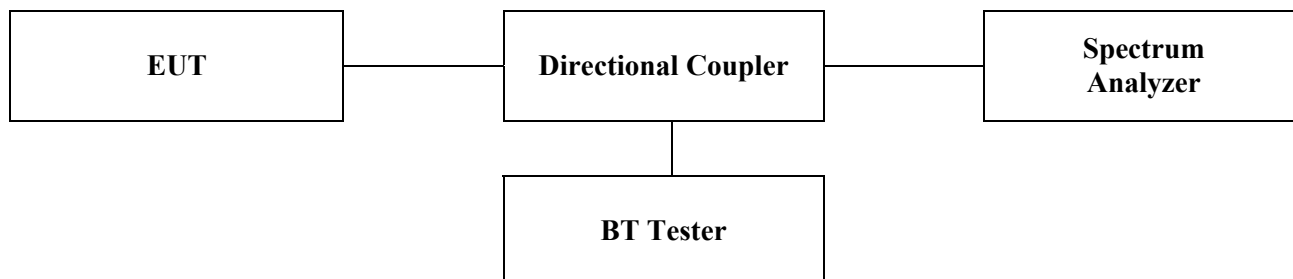 EUT
Directional Coupler
Spectrum
Analyzer
BT Tester